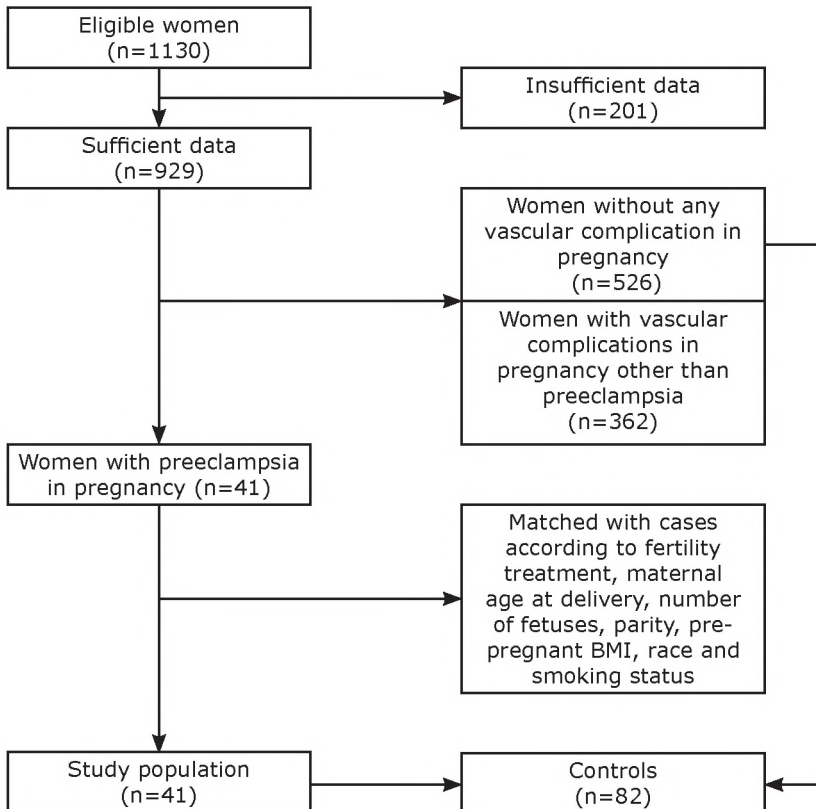 Eligible women
(n=1130)
Insufficient data
(n=201)
Sufficient data
(n=929)
Women without any
vascular complication in
pregnancy
(n=526)
Women with vascular
complications in
pregnancy other than
preeclampsia
(n=362)
Women with preeclampsia
in pregnancy (n=41)
Matched with cases
according to fertility
treatment, maternal
age at delivery, number
of fetuses, parity, pre-
pregnant BMI, race and
smoking status
Study population
(n=41)
Controls
(n=82)